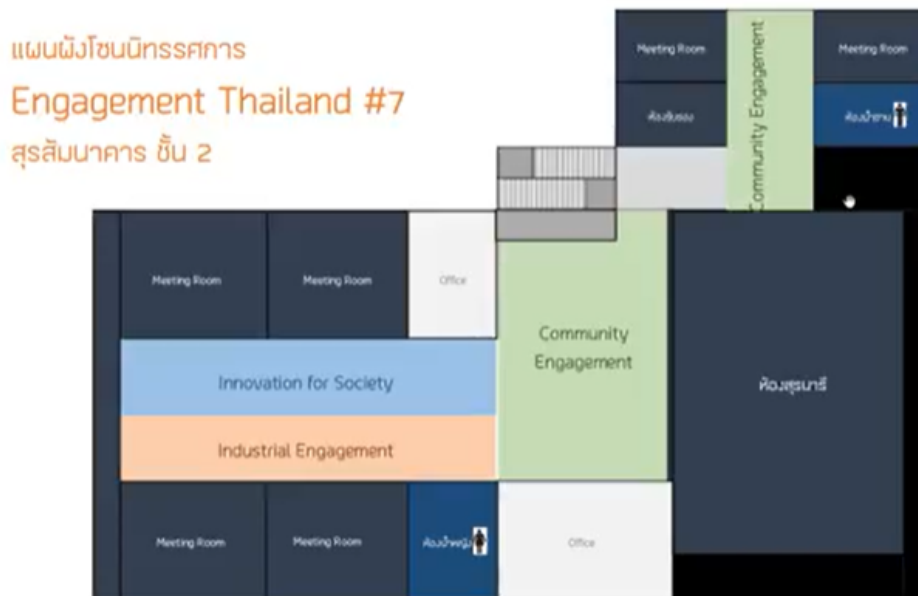 แผนผังโซนนิทรรศการ
Engagement Thailand #7
สุรสัมนาคาร ชั้น 2
Meeting Room
Community Engagement
Meeting Room
ห้องรับรอง
ห้องน้ำชาย
Meeting Room
Meeting Room
Office
Community
Engagement
Innovation for Society
ห้องสุรนารี
Industrial Engagement
Meeting Room
Meeting Room
ห้องน้ำหญิง
Office